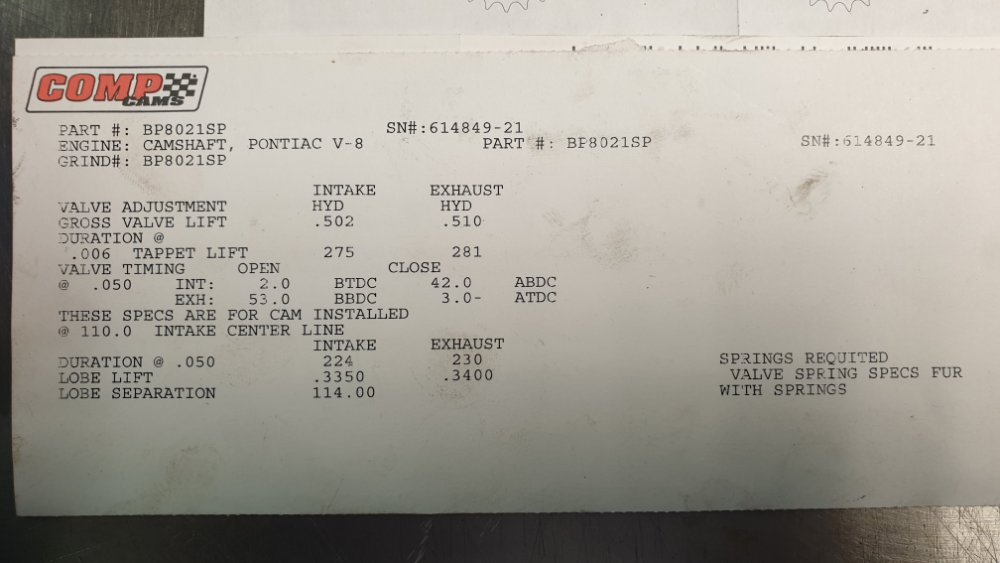 COMP
CAMS
PART #: BP8021SP SN#:614849-21
ENGINE: CAMSHAFT, PONTIAC V-8 PART #: BP8021SP SN#:614849-21
GRIND#: BP8021SP
INTAKE EXHAUST
VALVE ADJUSTMENT HYD HYD
GROSS VALVE LIFT .502 .510
DURATION @
.006 TAPPET LIFT 275 281
VALVE TIMING OPEN CLOSE
@ .050 INT: 2.0 BTDC 42.0 ABDC
EXH: 53.0 BBDC 3.0- ATDC
THESE SPECS ARE FOR CAM INSTALLED
@ 110.0 INTAKE CENTER LINE
INTAKE EXHAUST
DURATION @ .050 224 230 SPRINGS REQUITED
LOBE LIFT .3350 .3400 VALVE SPRING SPECS FUR
LOBE SEPARATION 114.00 WITH SPRINGS